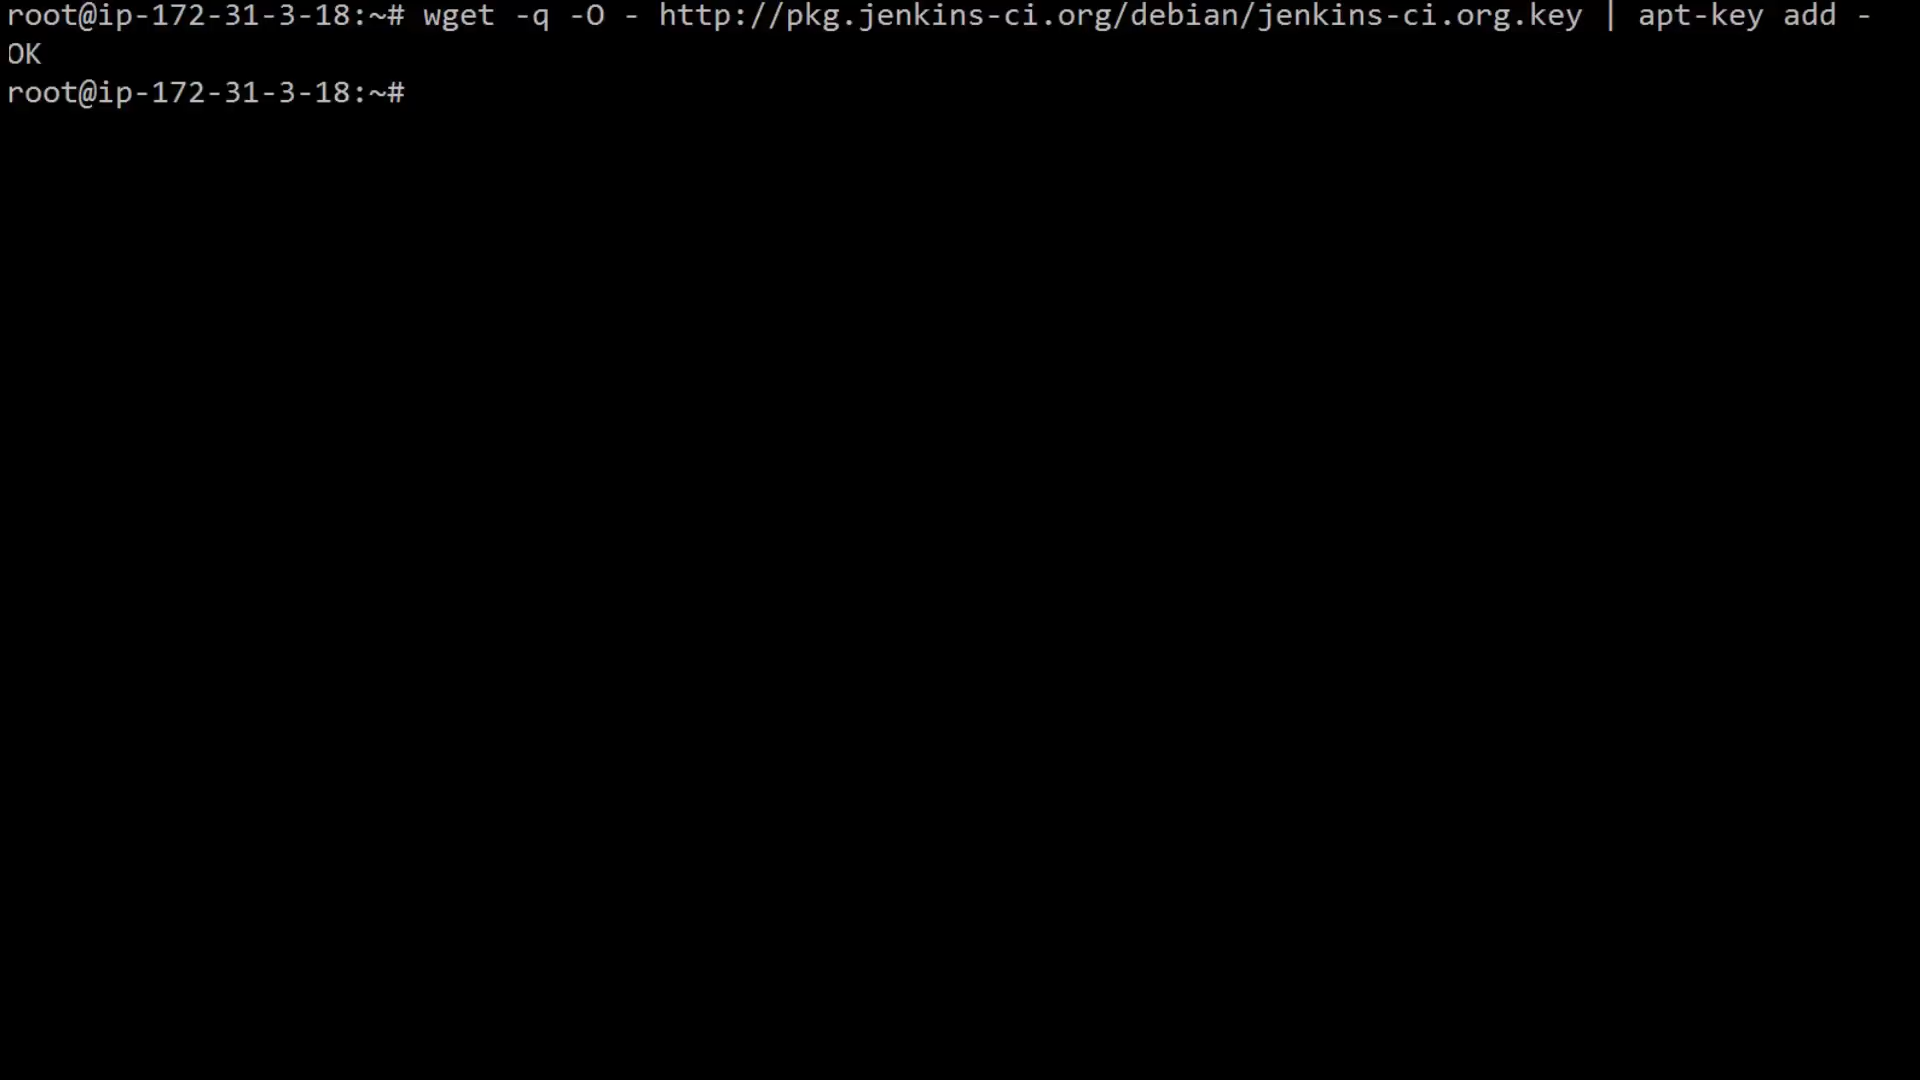 root@ip-172-31-3-18:~# wget -q -O - http://pkg.jenkins-ci.org/debian/jenkins-ci.org.key | apt-key add -
OK
root@ip-172-31-3-18:~#